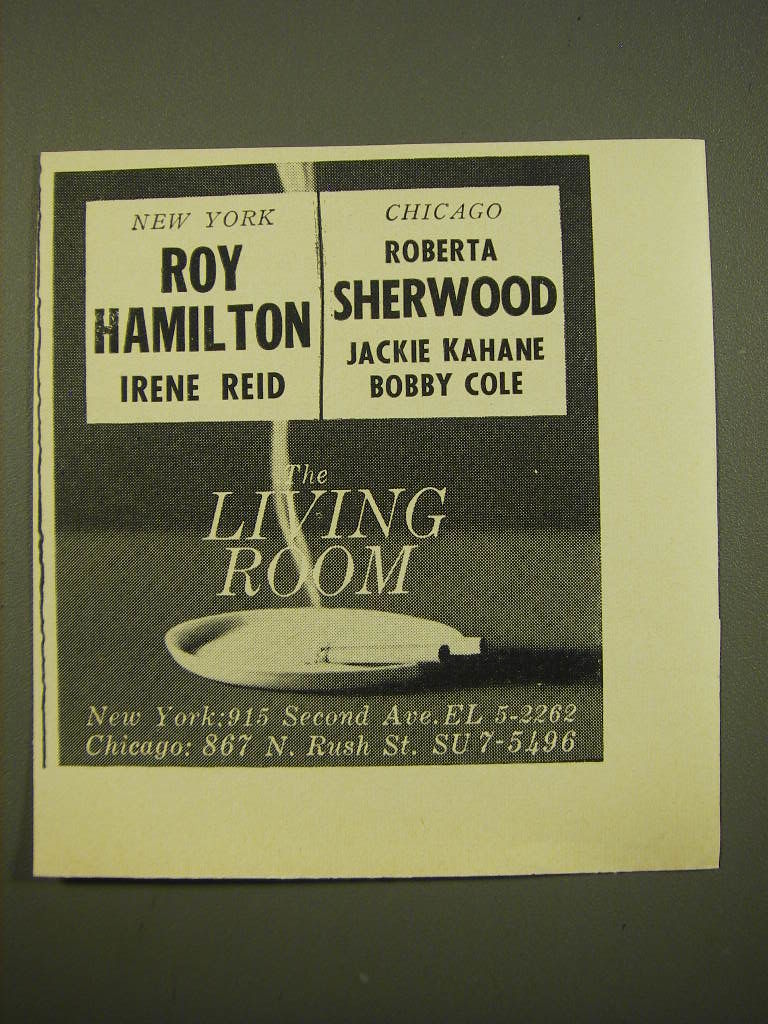 NEW YORK
ROY
HAMILTON
IRENE REID
CHICAGO
ROBERTA
SHERWOOD
JACKIE KAHANE
BOBBY COLE
The
LIVING
ROOM
New York: 915 Second Ave. EL 5-2262
Chicago: 867 N. Rush St. SU 7-5496